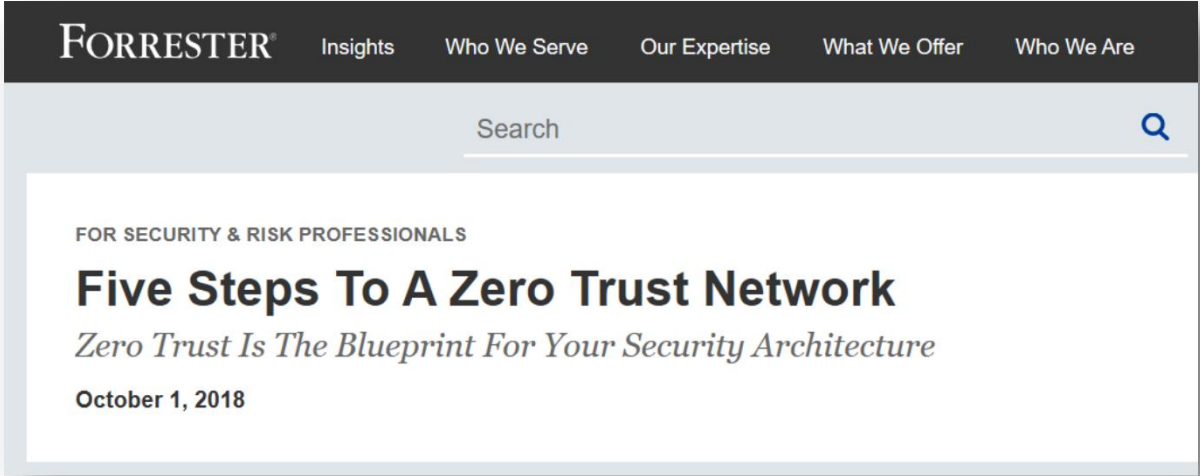 FORRESTER® Insights Who We Serve Our Expertise What We Offer Who We Are
Search
FOR SECURITY & RISK PROFESSIONALS
Five Steps To A Zero Trust Network
Zero Trust Is The Blueprint For Your Security Architecture
October 1, 2018